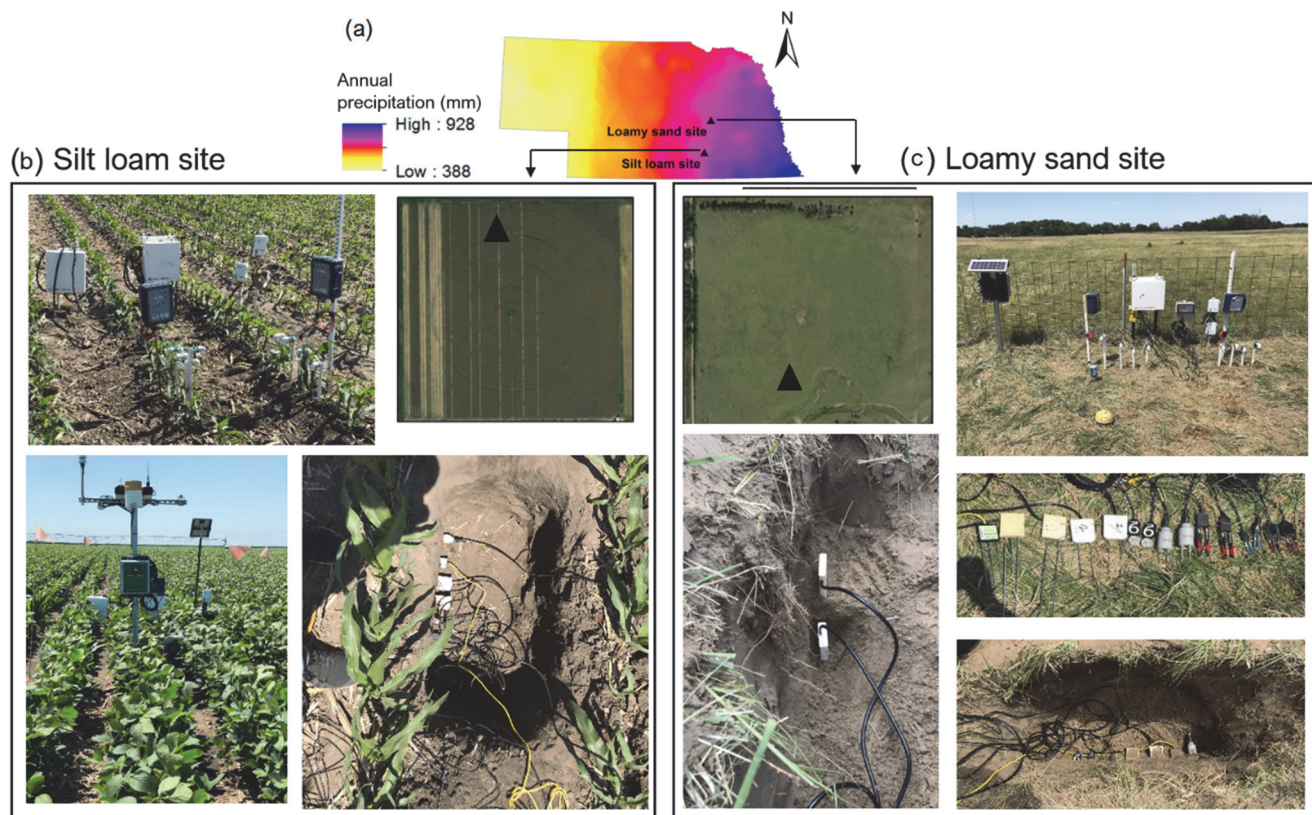 (a)
N
Annual
precipitation (mm)
High : 928
Low : 388
Loamy sand site
Silt loam site
(b) Silt loam site
(c) Loamy sand site
66